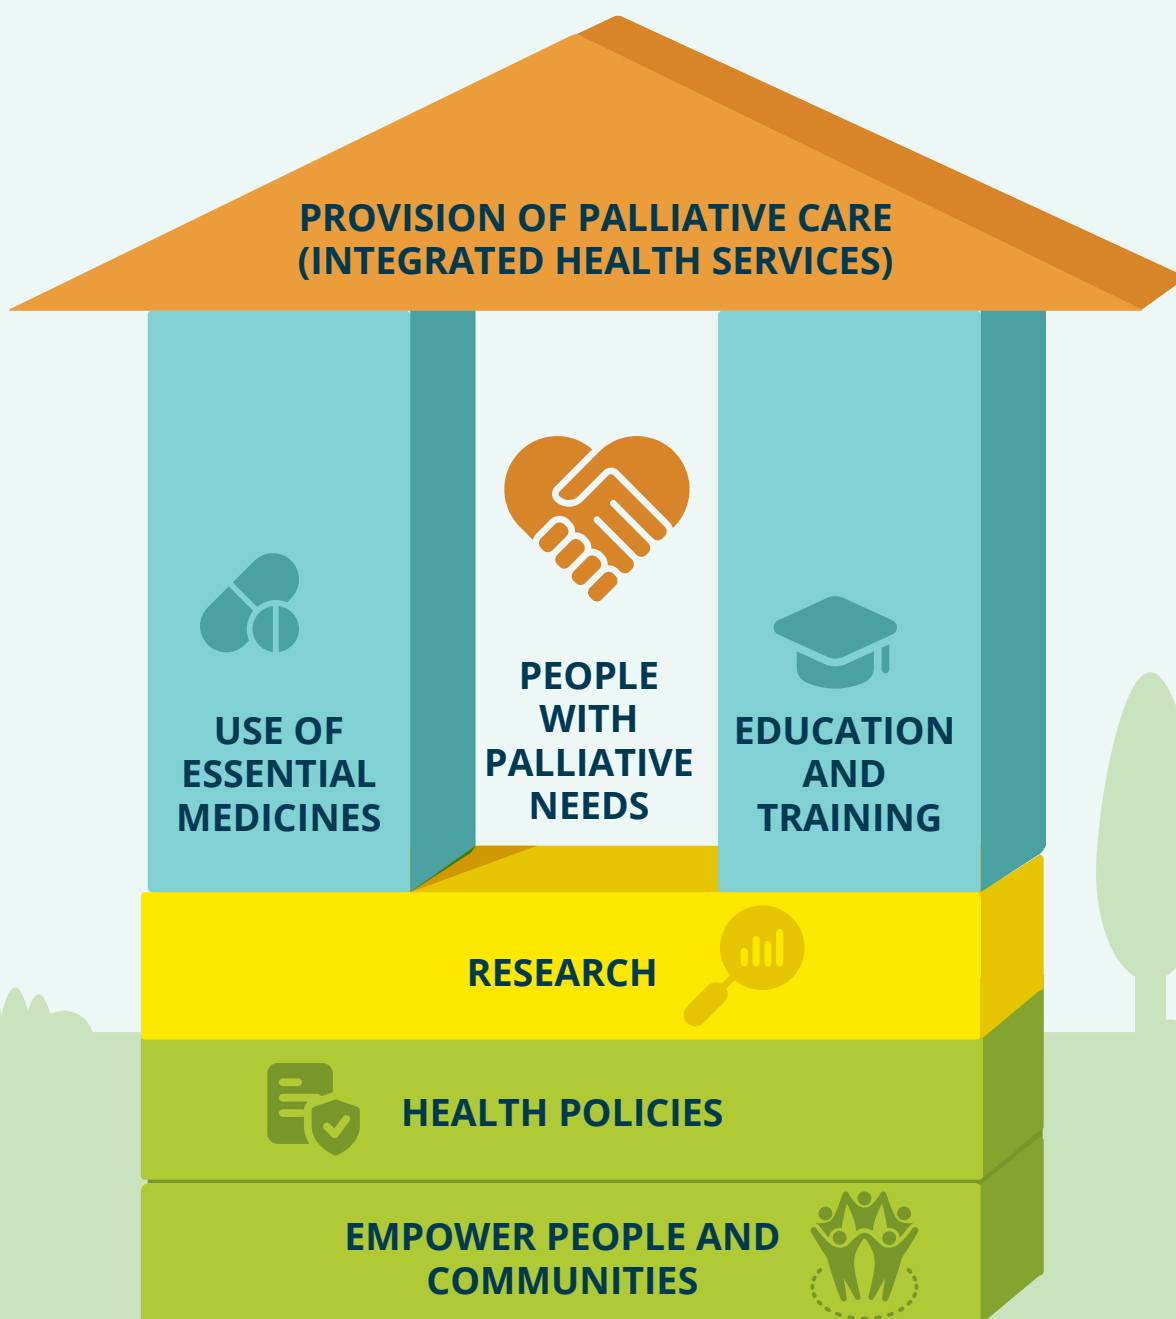 PROVISION OF PALLIATIVE CARE
(INTEGRATED HEALTH SERVICES)
USE OF
ESSENTIAL
MEDICINES
PEOPLE
WITH
PALLIATIVE
NEEDS
EDUCATION
AND
TRAINING
RESEARCH
HEALTH POLICIES
EMPOWER PEOPLE AND
COMMUNITIES